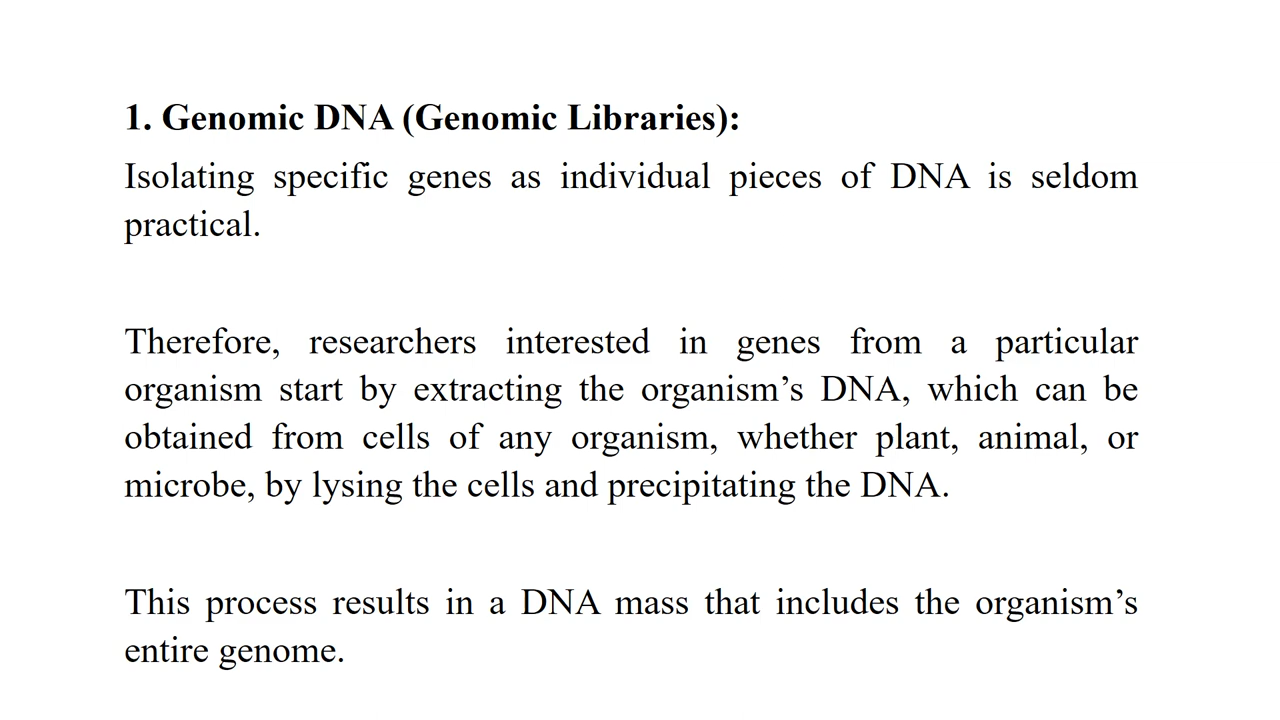 1. Genomic DNA (Genomic Libraries):
Isolating specific genes as individual pieces of DNA is seldom
practical.
Therefore, researchers interested in genes from a particular
organism start by extracting the organism’s DNA, which can be
obtained from cells of any organism, whether plant, animal, or
microbe, by lysing the cells and precipitating the DNA.
This process results in a DNA mass that includes the organism’s
entire genome.